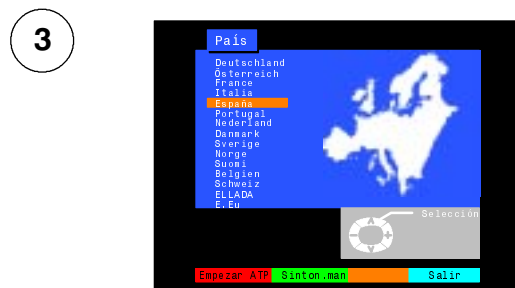 3
País
Deutschland
Österreich
France
Italia
España
Portugal
Nederland
Danmark
Sverige
Norge
Suomi
Belgien
Schweiz
ELLADA
E.Eu
Selección
Empezar ATP Sinton.man Salir